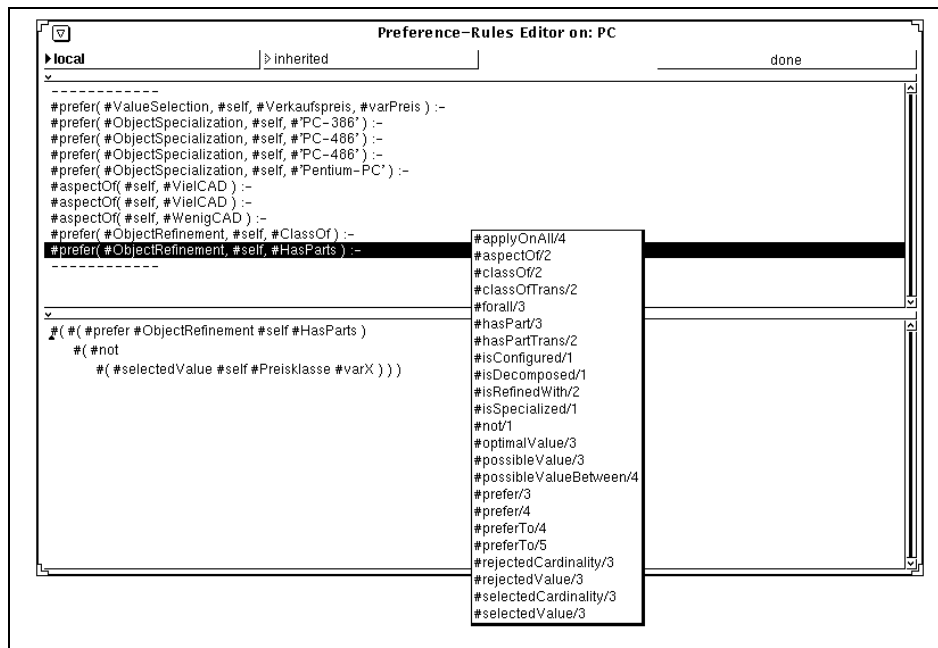 Preference-Rules Editor on: PC
local
inherited
done
------------
#prefer( #ValueSelection, #self, #Verkaufspreis, #varPreis ) :-
#prefer( #ObjectSpecialization, #self, #'PC-386' ) :-
#prefer( #ObjectSpecialization, #self, #'PC-486' ) :-
#prefer( #ObjectSpecialization, #self, #'PC-486' ) :-
#prefer( #ObjectSpecialization, #self, #'Pentium-PC' ) :-
#aspectOf( #self, #VielCAD ) :-
#aspectOf( #self, #VielCAD ) :-
#aspectOf( #self, #WenigCAD ) :-
#prefer( #ObjectRefinement, #self, #ClassOf ) :-
#prefer( #ObjectRefinement, #self, #HasParts ) :-
------------
#( #( #prefer #ObjectRefinement #self #HasParts )
#( #not
#( #selectedValue #self #Preisklasse #varX ) ) )
#applyOnAll/4
#aspectOf/2
#classOf/2
#classOfTrans/2
#forall/3
#hasPart/3
#hasPartTrans/2
#isConfigured/1
#isDecomposed/1
#isRefinedWith/2
#isSpecialized/1
#not/1
#optimalValue/3
#possibleValue/3
#possibleValueBetween/4
#prefer/3
#prefer/4
#preferTo/4
#preferTo/5
#rejectedCardinality/3
#rejectedValue/3
#selectedCardinality/3
#selectedValue/3